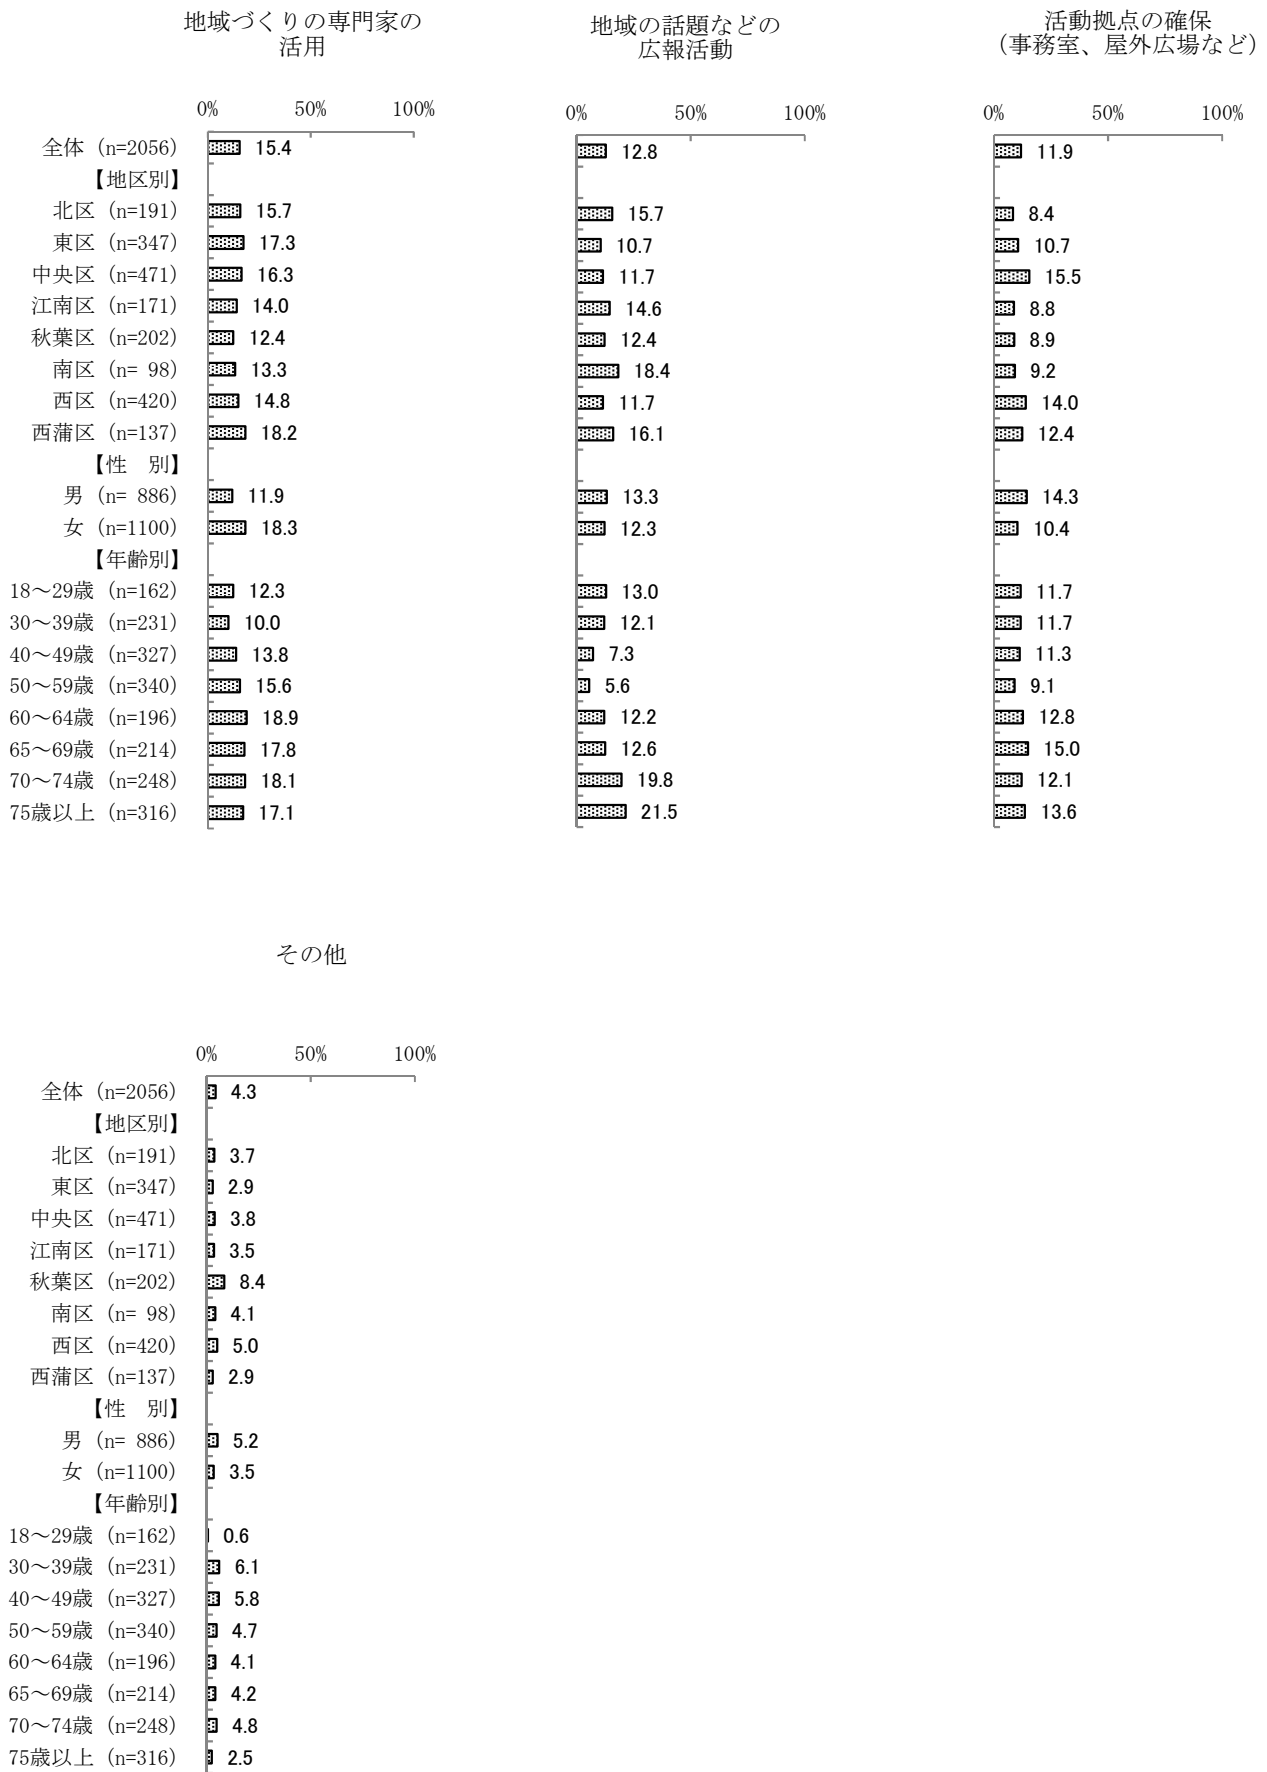 地域づくりの専門家の
活用
地域の話題などの
広報活動
活動拠点の確保
（事務室、屋外広場など）
0% 50% 100%
0% 50% 100%
0% 50% 100%
全体 (n=2056) 15.4 12.8 11.9
【地区別】
北区 (n=191) 15.7 15.7 8.4
東区 (n=347) 17.3 10.7 10.7
中央区 (n=471) 16.3 11.7 15.5
江南区 (n=171) 14.0 14.6 8.8
秋葉区 (n=202) 12.4 12.4 8.9
南区 (n= 98) 13.3 18.4 9.2
西区 (n=420) 14.8 11.7 14.0
西蒲区 (n=137) 18.2 16.1 12.4
【性　別】
男 (n= 886) 11.9 13.3 14.3
女 (n=1100) 18.3 12.3 10.4
【年齢別】
18～29歳 (n=162) 12.3 13.0 11.7
30～39歳 (n=231) 10.0 12.1 11.7
40～49歳 (n=327) 13.8 7.3 11.3
50～59歳 (n=340) 15.6 5.6 9.1
60～64歳 (n=196) 18.9 12.2 12.8
65～69歳 (n=214) 17.8 12.6 15.0
70～74歳 (n=248) 18.1 19.8 12.1
75歳以上 (n=316) 17.1 21.5 13.6
その他
0% 50% 100%
全体 (n=2056) 4.3
【地区別】
北区 (n=191) 3.7
東区 (n=347) 2.9
中央区 (n=471) 3.8
江南区 (n=171) 3.5
秋葉区 (n=202) 8.4
南区 (n= 98) 4.1
西区 (n=420) 5.0
西蒲区 (n=137) 2.9
【性　別】
男 (n= 886) 5.2
女 (n=1100) 3.5
【年齢別】
18～29歳 (n=162) 0.6
30～39歳 (n=231) 6.1
40～49歳 (n=327) 5.8
50～59歳 (n=340) 4.7
60～64歳 (n=196) 4.1
65～69歳 (n=214) 4.2
70～74歳 (n=248) 4.8
75歳以上 (n=316) 2.5